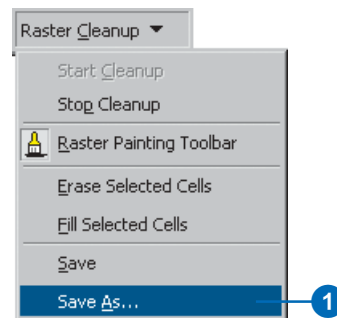 Raster Cleanup
Start Cleanup
Stop Cleanup
Raster Painting Toolbar
Erase Selected Cells
Fill Selected Cells
Save
Save As...
1